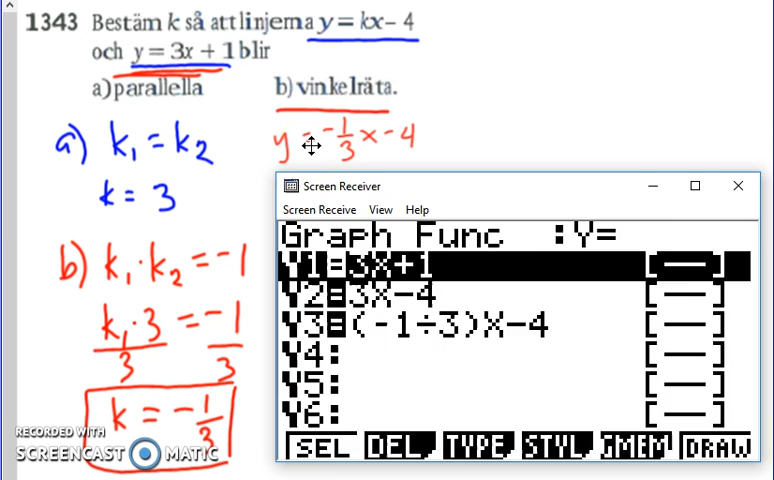 1343 Bestäm k så att linjerna y = kx – 4
och y = 3x + 1 blir
a) parallella b) vinkelräta.
a) k₁ = k₂
k = 3
y = -1/3 x - 4
b) k₁ · k₂ = -1
k₁ · 3 / 3 = -1 / 3
k = -1/3
Screen Receiver
Screen Receive View Help
Graph Func :Y=
Y1=3X+1 [—]
Y2=3X-4 [—]
Y3=(-1÷3)X-4 [—]
Y4: [—]
Y5: [—]
Y6: [—]
SEL DEL TYPE STYL GMEM DRAW
RECORDED WITH
SCREENCAST MATIC